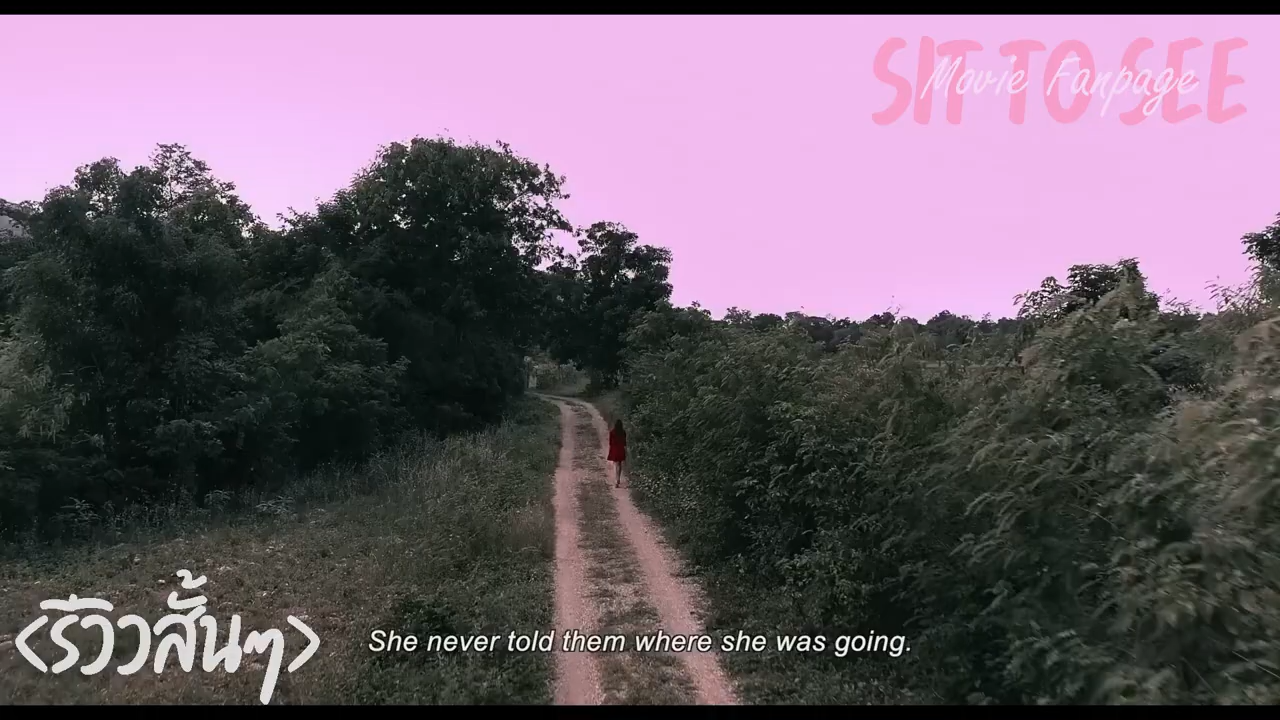 SIT TO SEE
Movie Fanpage
<รีวิวสั้นๆ>
She never told them where she was going.